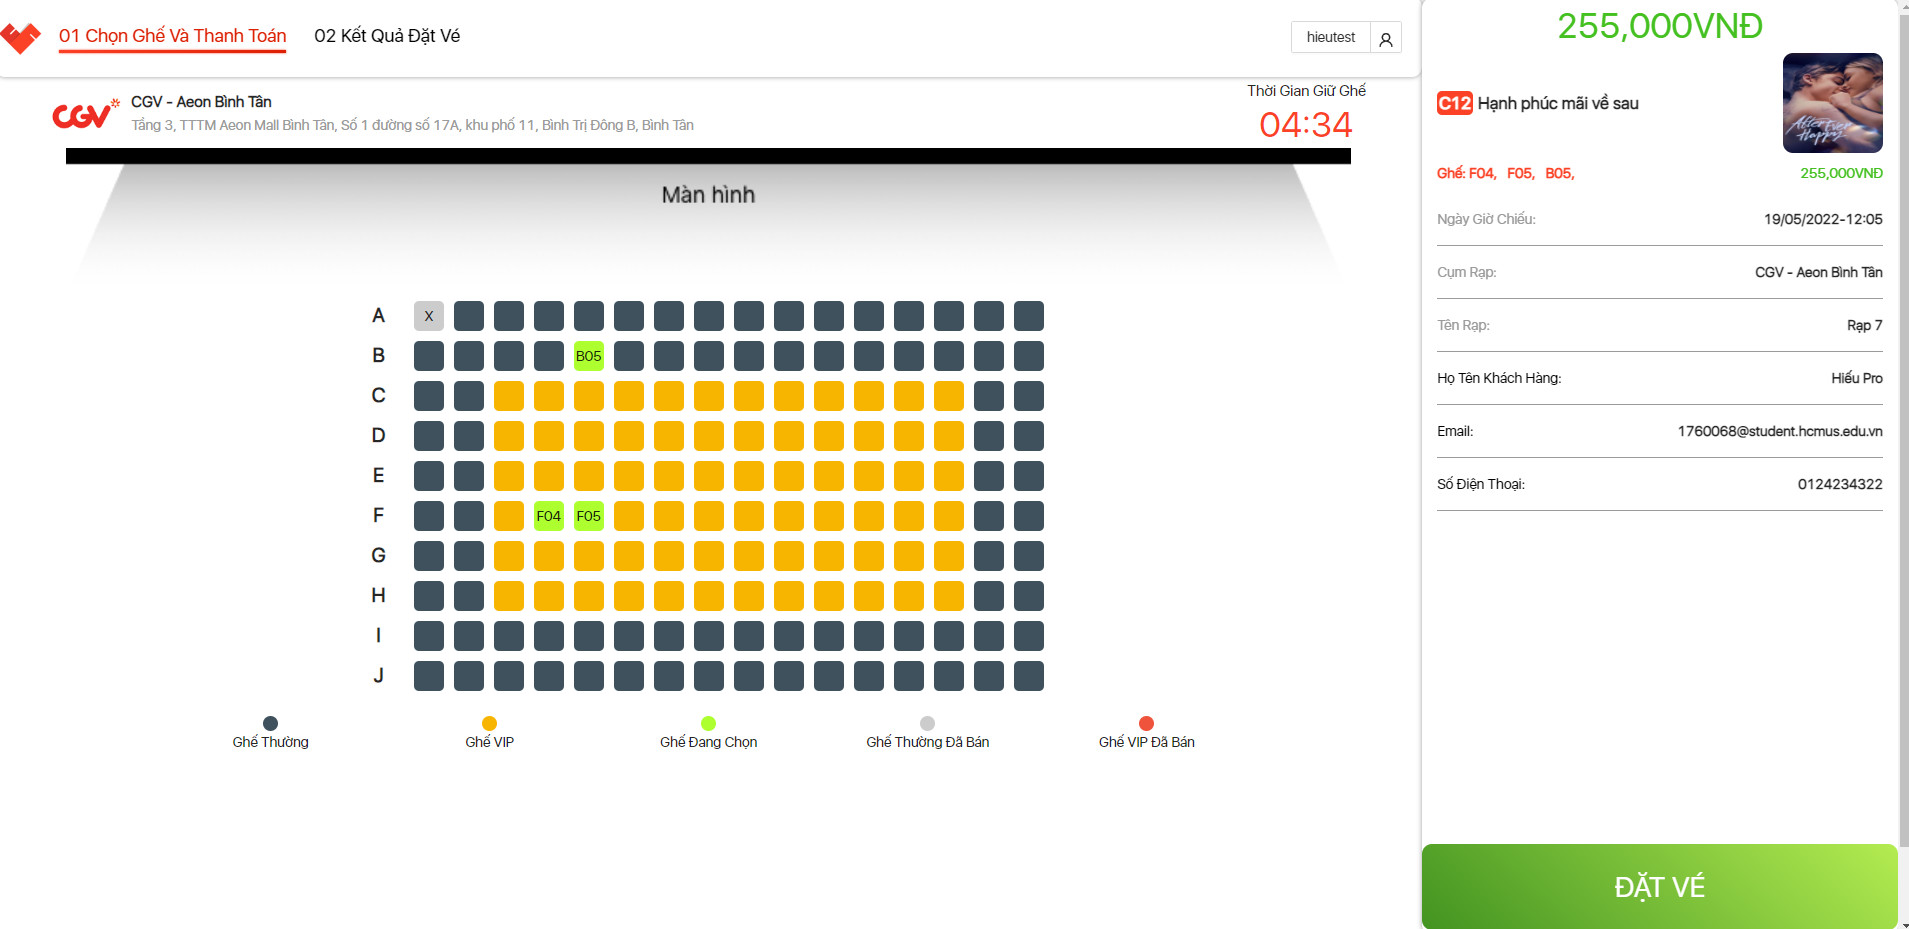 01 Chọn Ghế Và Thanh Toán
02 Kết Quả Đặt Vé
hieutest
CGV
CGV - Aeon Bình Tân
Tầng 3, TTTM Aeon Mall Bình Tân, Số 1 đường số 17A, khu phố 11, Bình Trị Đông B, Bình Tân
Thời Gian Giữ Ghế
04:34
Màn hình
A X
B B05
C
D
E
F F04 F05
G
H
I
J
Ghế Thường
Ghế VIP
Ghế Đang Chọn
Ghế Thường Đã Bán
Ghế VIP Đã Bán
255,000VNĐ
C12 Hạnh phúc mãi về sau
After Ever
Happy
Ghế: F04, F05, B05, 255,000VNĐ
Ngày Giờ Chiếu: 19/05/2022-12:05
Cụm Rạp: CGV - Aeon Bình Tân
Tên Rạp: Rạp 7
Họ Tên Khách Hàng: Hiếu Pro
Email: 1760068@student.hcmus.edu.vn
Số Điện Thoại: 0124234322
ĐẶT VÉ